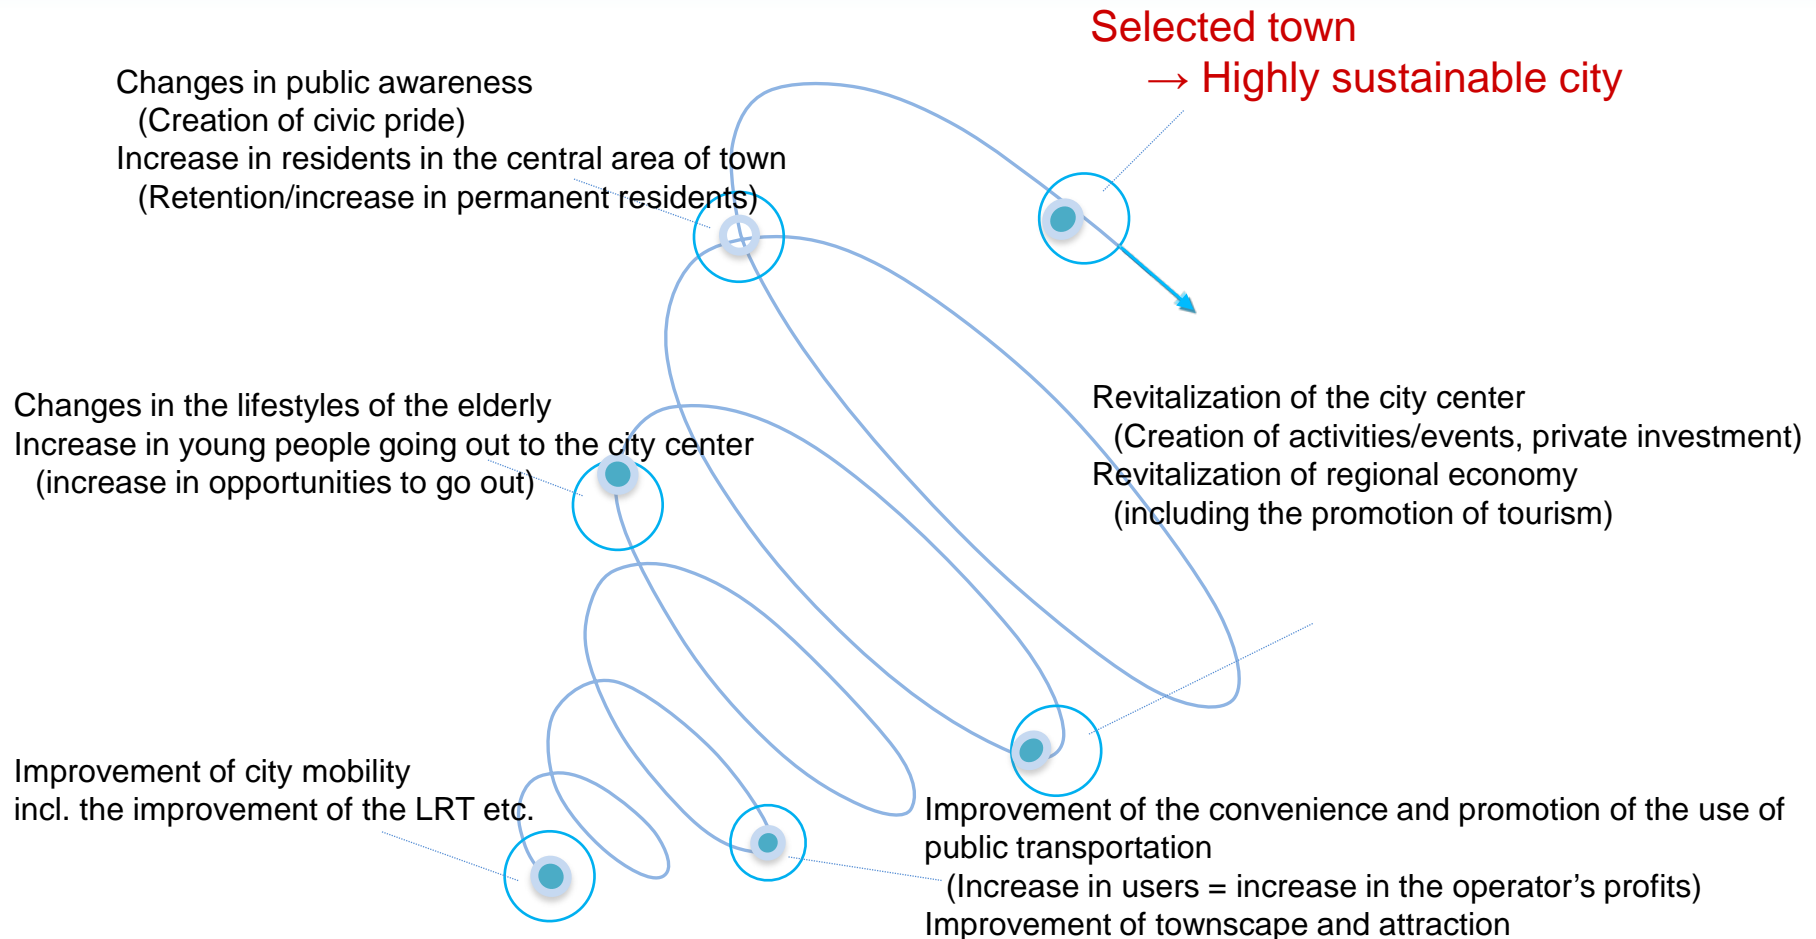 Selected town
→ Highly sustainable city
Changes in public awareness
(Creation of civic pride)
Increase in residents in the central area of town
(Retention/increase in permanent residents)
Changes in the lifestyles of the elderly
Increase in young people going out to the city center
(increase in opportunities to go out)
Revitalization of the city center
(Creation of activities/events, private investment)
Revitalization of regional economy
(including the promotion of tourism)
Improvement of city mobility
incl. the improvement of the LRT etc.
Improvement of the convenience and promotion of the use of
public transportation
(Increase in users = increase in the operator’s profits)
Improvement of townscape and attraction